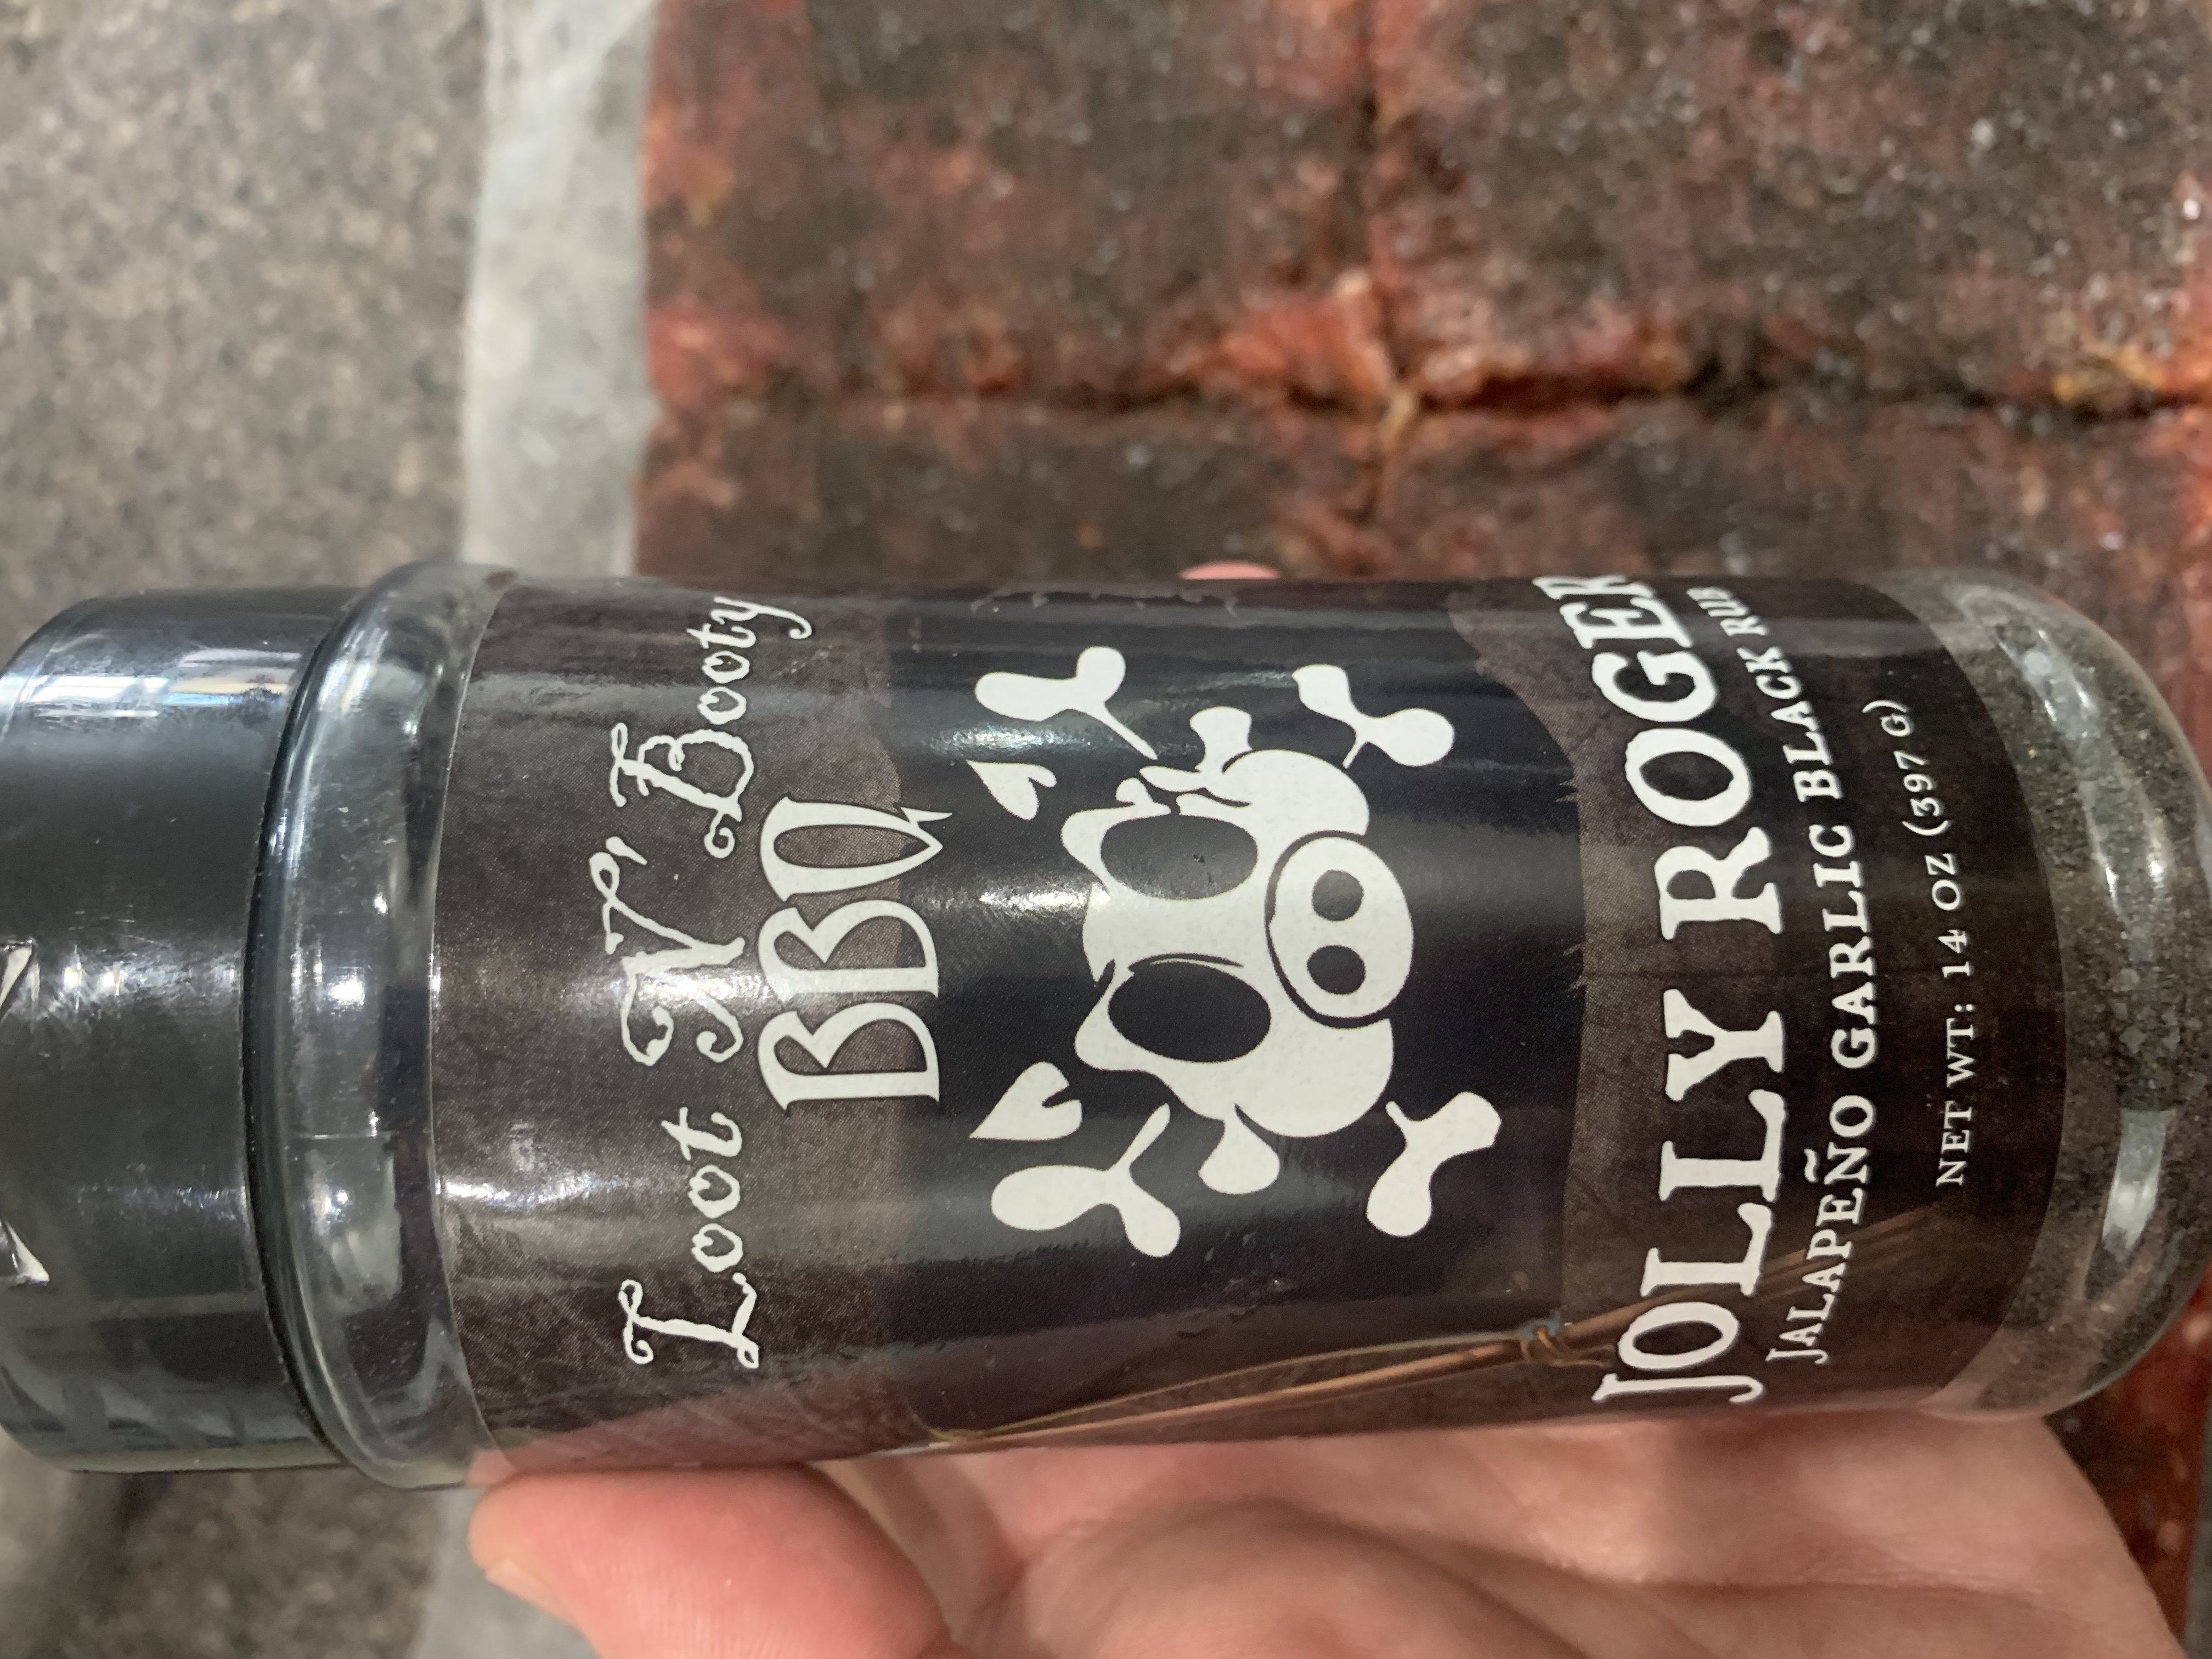 Loot N' Booty
BBQ
JOLLY ROGER
JALAPEÑO GARLIC BLACK RUB
NET WT: 14 OZ (397 G)